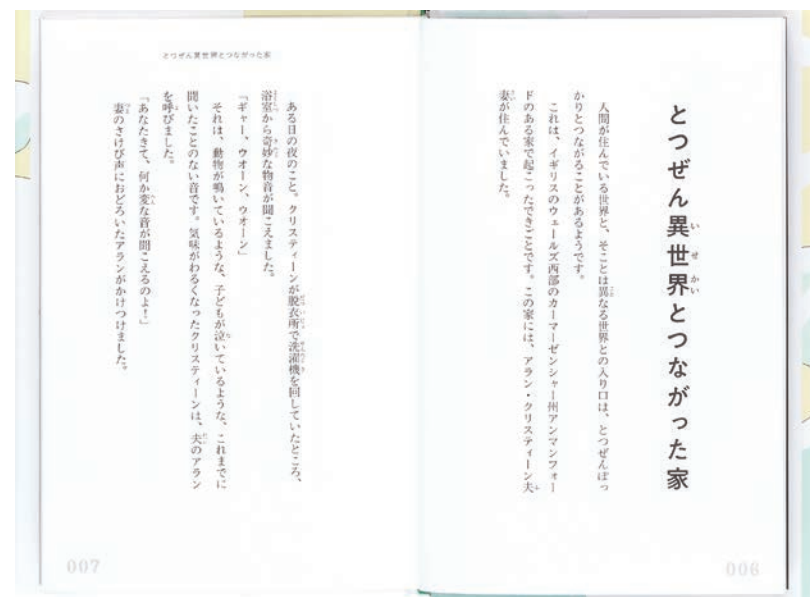 とつぜん異世界とつながった家
人間が住んでいる世界と、そことは異なる世界との入り口は、とつぜんぽっ
かりとつながることがあるようです。
これは、イギリスのウェールズ西部のカーマーゼンシャー州アンマンフォー
ドのある家で起こったできごとです。この家には、アラン・クリスティーン夫
妻が住んでいました。
006
とつぜん異世界とつながった家
ある日の夜のこと。クリスティーンが脱衣所で洗濯機を回していたところ、
浴室から奇妙な物音が聞こえました。
「ギャー、ウオーン、ウオーン」
それは、動物が鳴いているような、子どもが泣いているような、これまでに
聞いたことのない音です。気味がわるくなったクリスティーンは、夫のアラン
を呼びました。
「あなたきて、何か変な音が聞こえるのよ！」
妻のさけび声におどろいたアランがかけつけました。
007